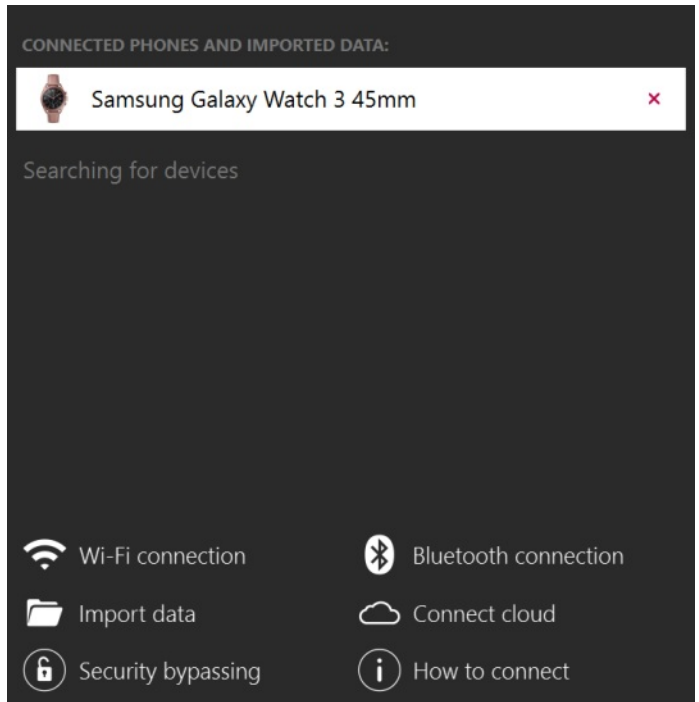 CONNECTED PHONES AND IMPORTED DATA:
Samsung Galaxy Watch 3 45mm
Searching for devices
Wi-Fi connection
Bluetooth connection
Import data
Connect cloud
Security bypassing
How to connect